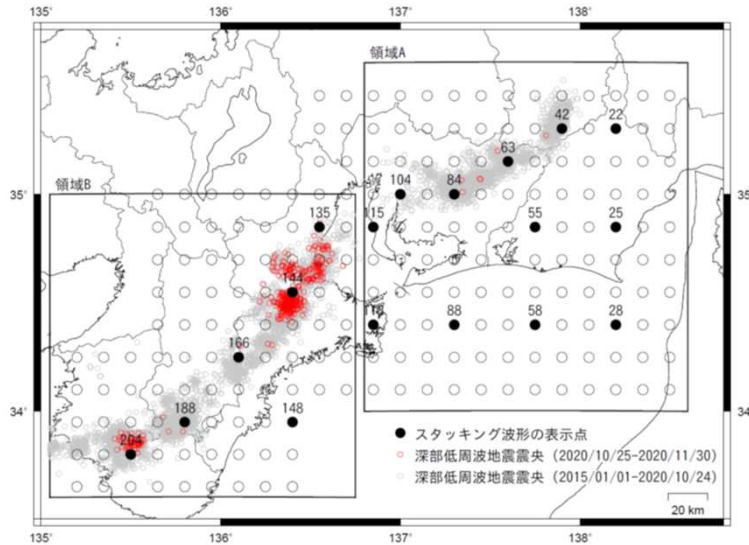 135° 136° 137° 138°
領域A
42 22
63
35° 104 84 35°
領域B
135 115 55 25
144
118 88 58 28
166
34° 188 148 34°
204
スタッキング波形の表示点
深部低周波地震震央 (2020/10/25-2020/11/30)
深部低周波地震震央 (2015/01/01-2020/10/24)
20 km
135° 136° 137° 138°